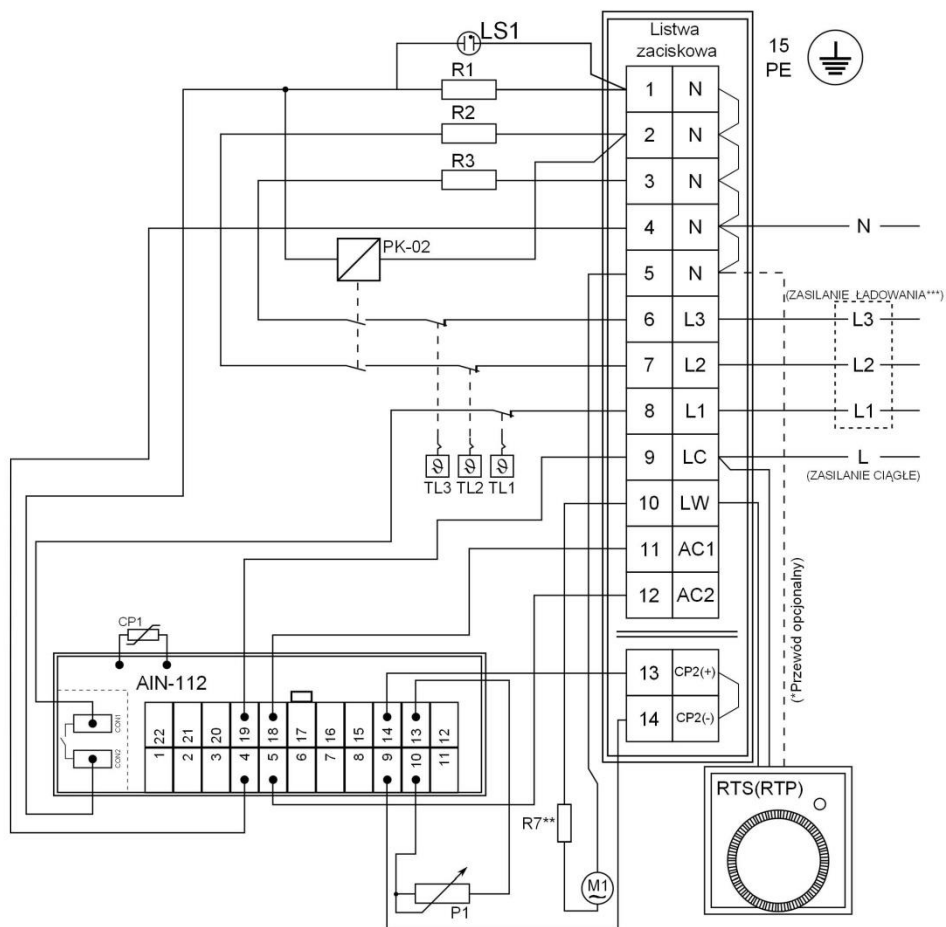 LS1
Listwa
zaciskowa
15
PE
R1
R2
R3
1 N
2 N
3 N
4 N
N
PK-02
5 N
(ZASILANIE ŁADOWANIA***)
6 L3
L3
7 L2
L2
8 L1
L1
9 LC
L
(ZASILANIE CIĄGŁE)
ϑ ϑ ϑ
TL3 TL2 TL1
10 LW
11 AC1
12 AC2
(*Przewód opcjonalny)
CP1
13 CP2(+)
14 CP2(-)
AIN-112
CON1
CON2
22 21 20 19 18 17 16 15 14 13 12
1 2 3 4 5 6 7 8 9 10 11
RTS(RTP)
R7**
M1
~
P1